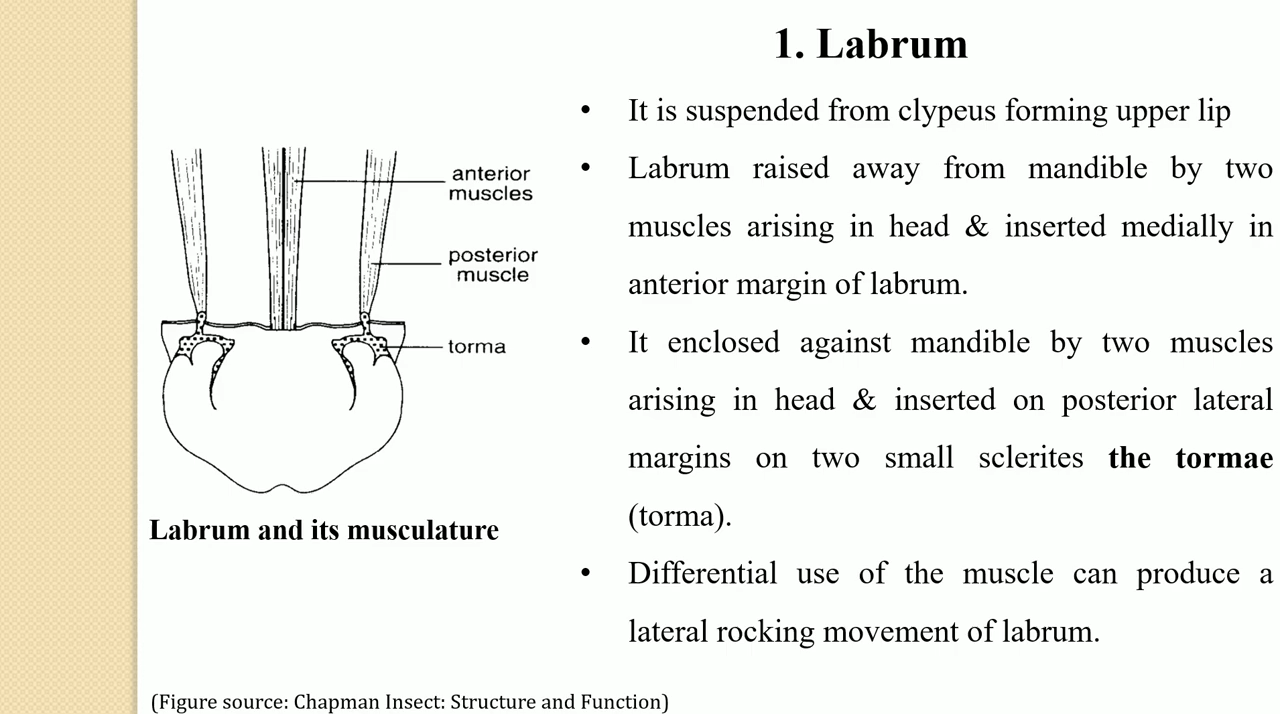 1. Labrum
• It is suspended from clypeus forming upper lip
• Labrum raised away from mandible by two
muscles arising in head & inserted medially in
anterior margin of labrum.
• It enclosed against mandible by two muscles
arising in head & inserted on posterior lateral
margins on two small sclerites the tormae
(torma).
• Differential use of the muscle can produce a
lateral rocking movement of labrum.
anterior
muscles
posterior
muscle
torma
Labrum and its musculature
(Figure source: Chapman Insect: Structure and Function)